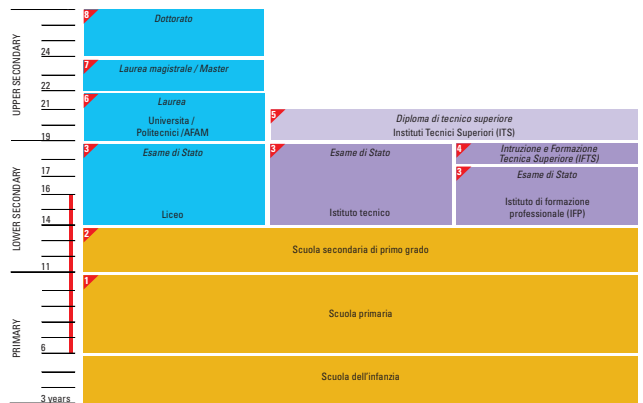 UPPER SECONDARY
LOWER SECONDARY
PRIMARY
24
22
21
19
17
16
14
11
6
3 years
8
Dottorato
7
Laurea magistrale / Master
6
Laurea
Universita /
Politecnici /AFAM
5
Diploma di tecnico superiore
Instituti Tecnici Superiori (ITS)
3
Esame di Stato
Liceo
3
Esame di Stato
Istituto tecnico
4
Intruzione e Formazione
Tecnica Superiore (IFTS)
3
Esame di Stato
Istituto di formazione
professionale (IFP)
2
Scuola secondaria di primo grado
1
Scuola primaria
Scuola dell'infanzia